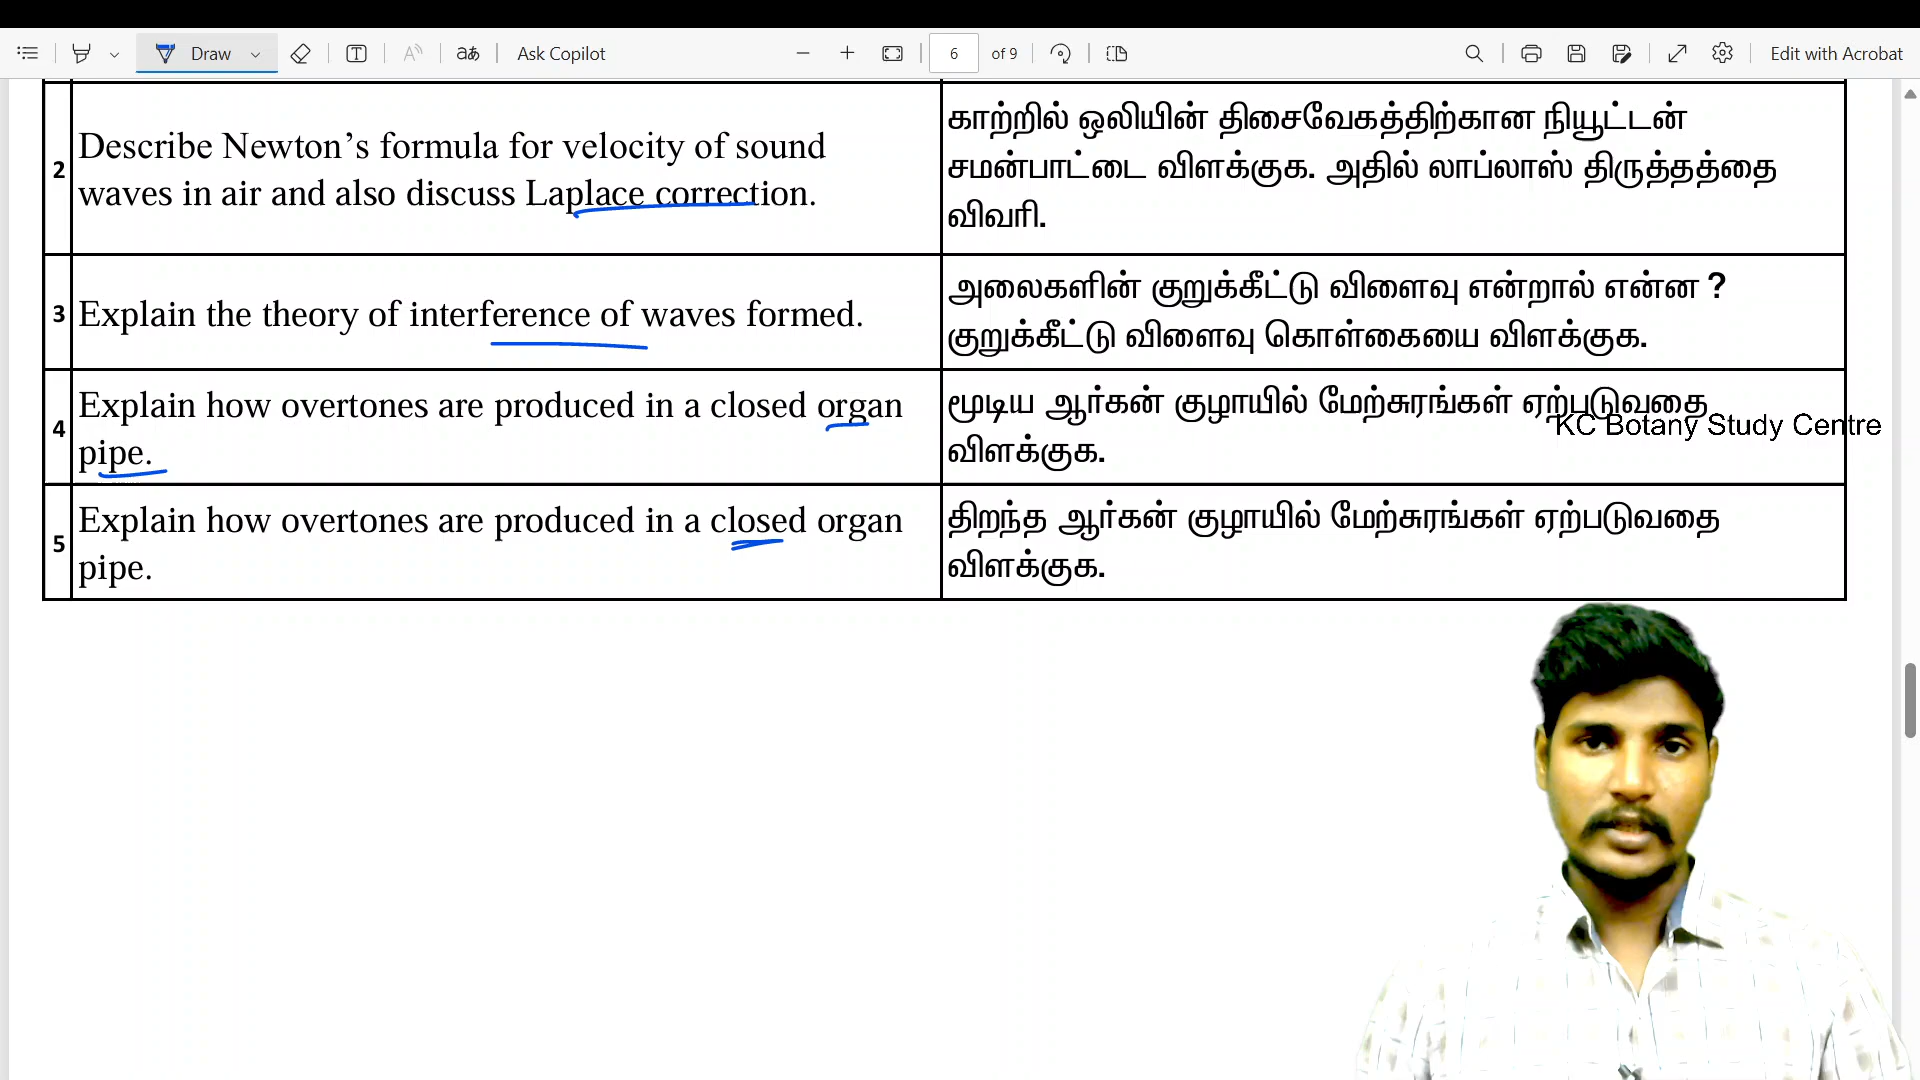 Draw
aあ
Ask Copilot
6
of 9
Edit with Acrobat
2
Describe Newton’s formula for velocity of sound
waves in air and also discuss Laplace correction.
காற்றில் ஒலியின் திசைவேகத்திற்கான நியூட்டன்
சமன்பாட்டை விளக்குக. அதில் லாப்லாஸ் திருத்தத்தை
விவரி.
3
Explain the theory of interference of waves formed.
அலைகளின் குறுக்கீட்டு விளைவு என்றால் என்ன ?
குறுக்கீட்டு விளைவு கொள்கையை விளக்குக.
4
Explain how overtones are produced in a closed organ
pipe.
மூடிய ஆர்கன் குழாயில் மேற்சுரங்கள் ஏற்படுவதை
விளக்குக.
KC Botany Study Centre
5
Explain how overtones are produced in a closed organ
pipe.
திறந்த ஆர்கன் குழாயில் மேற்சுரங்கள் ஏற்படுவதை
விளக்குக.